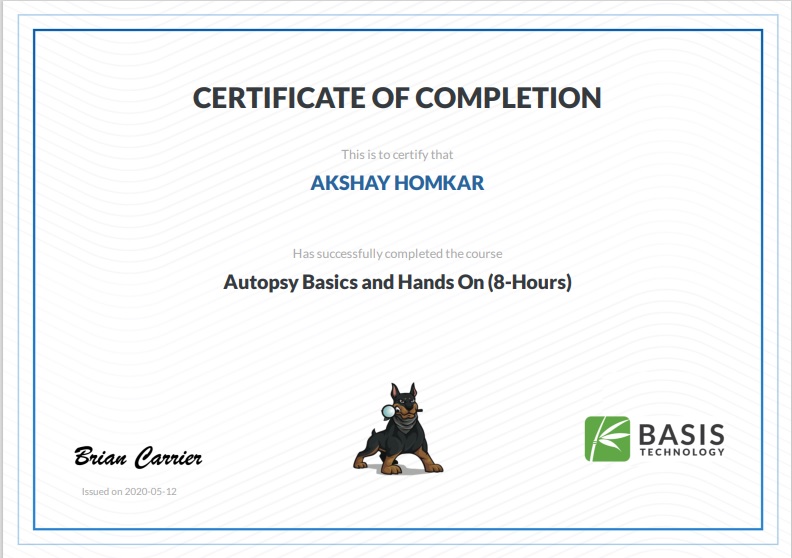 CERTIFICATE OF COMPLETION
This is to certify that
AKSHAY HOMKAR
Has successfully completed the course
Autopsy Basics and Hands On (8-Hours)
Brian Carrier
Issued on 2020-05-12
BASIS
TECHNOLOGY